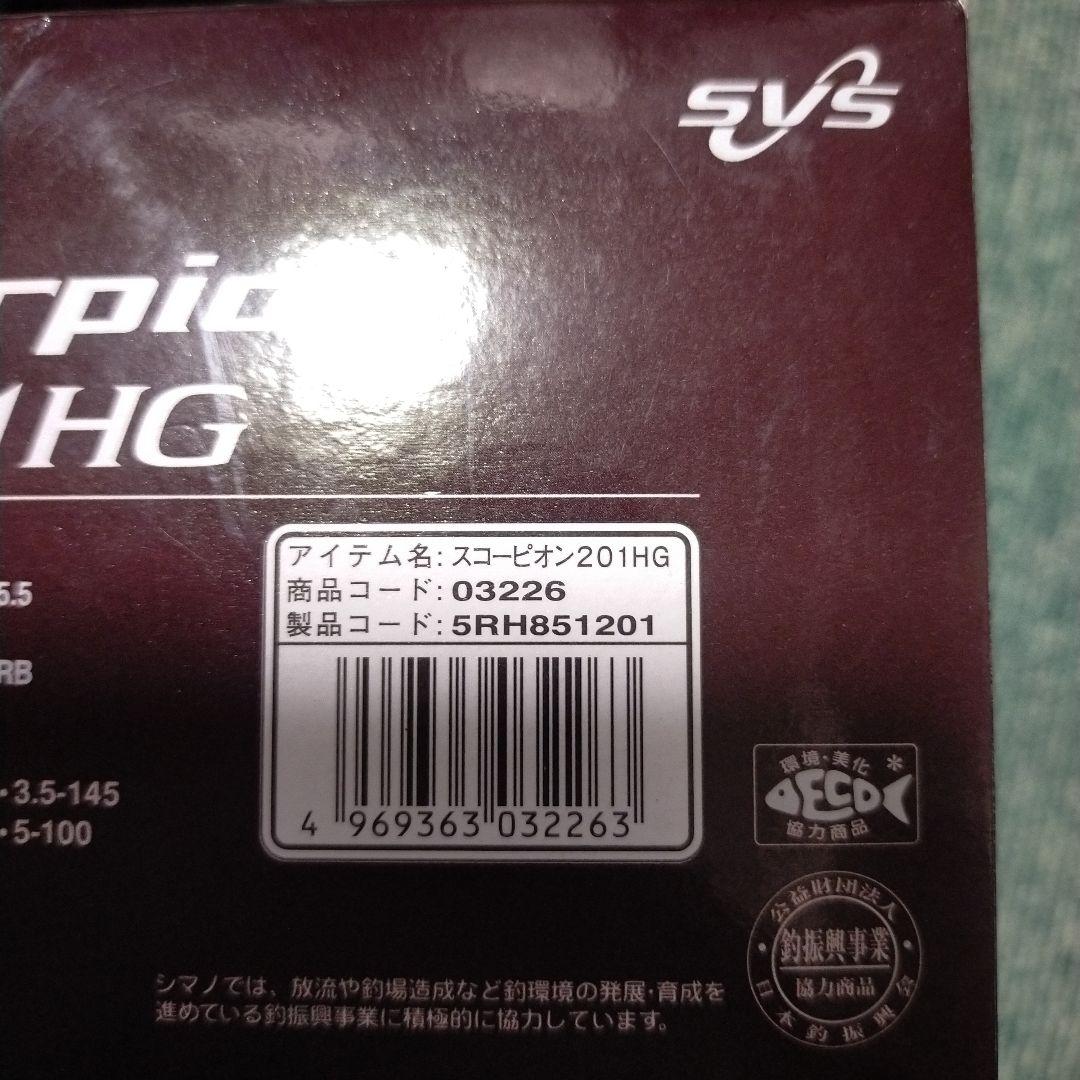 SVS
rpio
1HG
アイテム名: スコーピオン201HG
商品コード: 03226
製品コード: 5RH851201
5.5
RB
・3.5-145
・5-100
4 969363 032263
環境・美化
ECO
協力商品
公益財団法人
釣振興事業
協力商品
日本釣振興会
シマノでは、放流や釣場造成など釣環境の発展・育成を
進めている釣振興事業に積極的に協力しています。